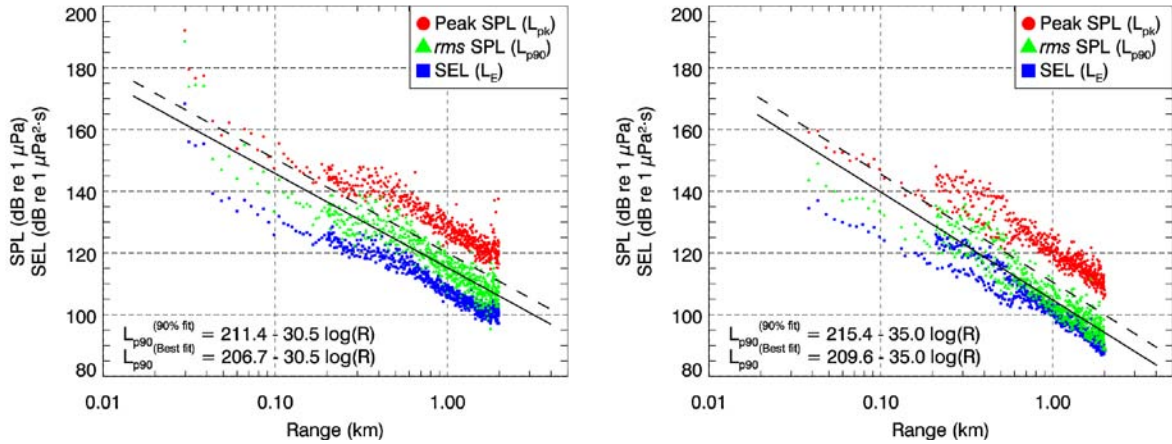 200
180
160
140
120
100
80
SPL (dB re 1 μPa)
SEL (dB re 1 μPa²·s)
Peak SPL (Lpk)
rms SPL (Lp90)
SEL (LE)
Lp90(90% fit) = 211.4 - 30.5 log(R)
Lp90(Best fit) = 206.7 - 30.5 log(R)
0.01 0.10 1.00
Range (km)
200
180
160
140
120
100
80
SPL (dB re 1 μPa)
SEL (dB re 1 μPa²·s)
Peak SPL (Lpk)
rms SPL (Lp90)
SEL (LE)
Lp90(90% fit) = 215.4 - 35.0 log(R)
Lp90(Best fit) = 209.6 - 35.0 log(R)
0.01 0.10 1.00
Range (km)